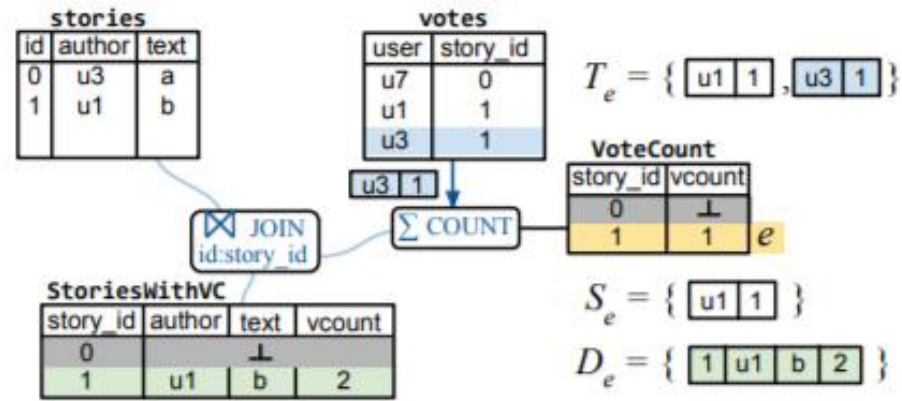 stories
id author text
0 u3 a
1 u1 b
votes
user story_id
u7 0
u1 1
u3 1
T_e = { u1 1 , u3 1 }
u3 1
VoteCount
story_id vcount
0 ⊥
1 1 e
⋈ JOIN
id:story_id
∑ COUNT
StoriesWithVC
story_id author text vcount
0 ⊥
1 u1 b 2
S_e = { u1 1 }
D_e = { 1 u1 b 2 }